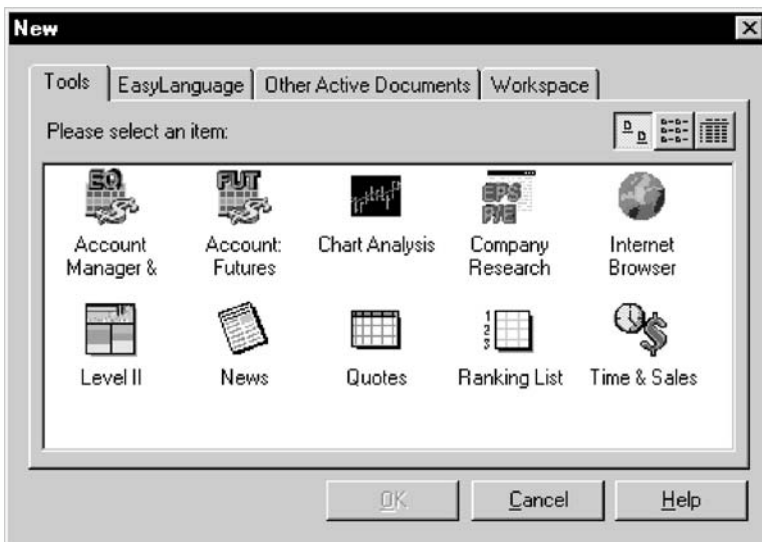 New
Tools EasyLanguage Other Active Documents Workspace
Please select an item:
EQ FUT EPS
P/E
Account Account: Chart Analysis Company Internet
Manager & Futures Research Browser
1
2
3
Level II News Quotes Ranking List Time & Sales
OK Cancel Help